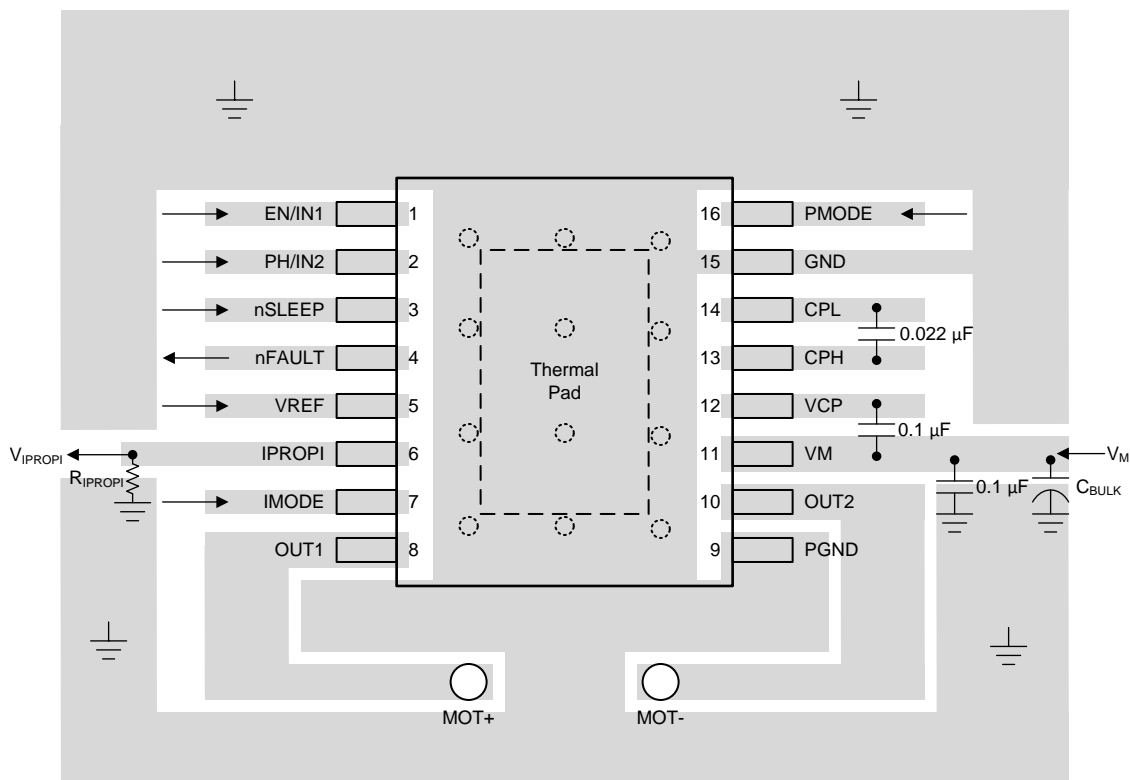 EN/IN1 1 16 PMODE
PH/IN2 2 15 GND
nSLEEP 3 14 CPL
0.022 µF
nFAULT 4 13 CPH
Thermal
Pad
VREF 5 12 VCP
0.1 µF
VIPROPI IPROPI 6 11 VM VM
RIPROPI
0.1 µF CBULK
IMODE 7 10 OUT2
OUT1 8 9 PGND
MOT+ MOT-